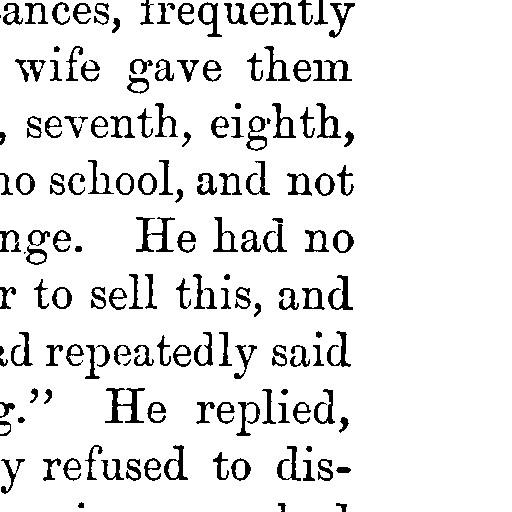 ances, frequently
wife gave them
, seventh, eighth,
no school, and not
nge. He had no
r to sell this, and
ad repeatedly said
g.” He replied,
y refused to dis-